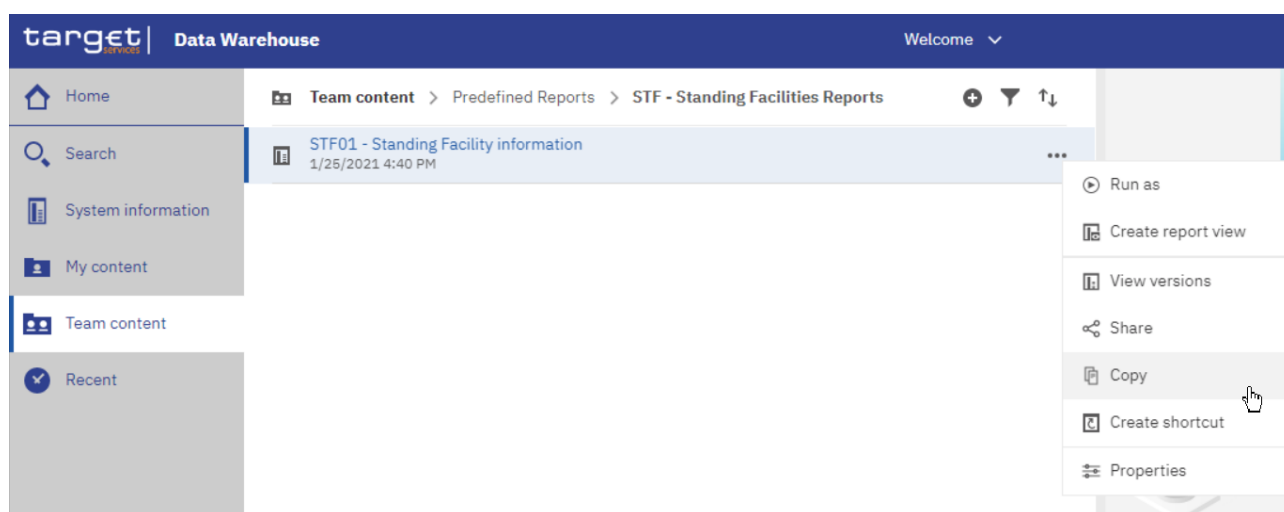 target services | Data Warehouse Welcome
Home
Team content > Predefined Reports > STF - Standing Facilities Reports
Search
STF01 - Standing Facility information
1/25/2021 4:40 PM
System information
My content
Team content
Recent
Run as
Create report view
View versions
Share
Copy
Create shortcut
Properties